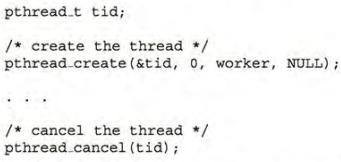 pthread_t tid;
/* create the thread */
pthread_create(&tid, 0, worker, NULL);
. . .
/* cancel the thread */
pthread_cancel(tid);